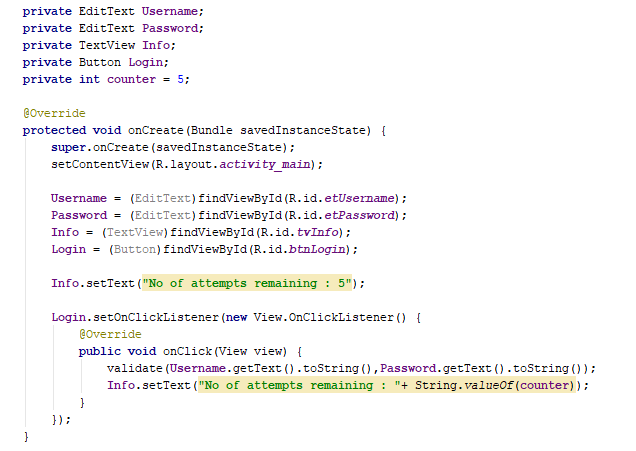 private EditText Username;
private EditText Password;
private TextView Info;
private Button Login;
private int counter = 5;
@Override
protected void onCreate(Bundle savedInstanceState) {
super.onCreate(savedInstanceState);
setContentView(R.layout.activity_main);
Username = (EditText)findViewById(R.id.etUsername);
Password = (EditText)findViewById(R.id.etPassword);
Info = (TextView)findViewById(R.id.tvInfo);
Login = (Button)findViewById(R.id.btnLogin);
Info.setText("No of attempts remaining : 5");
Login.setOnClickListener(new View.OnClickListener() {
@Override
public void onClick(View view) {
validate(Username.getText().toString(),Password.getText().toString());
Info.setText("No of attempts remaining : "+ String.valueOf(counter));
}
});
}